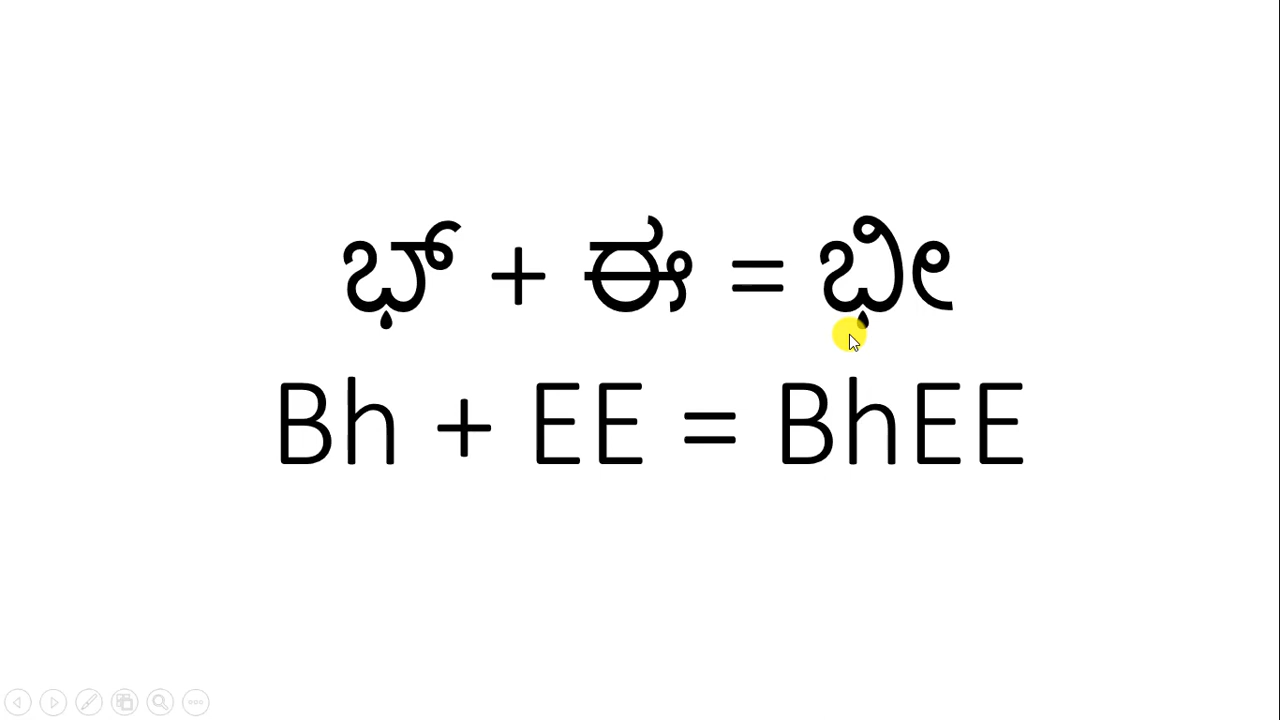 ಭ್ + ಈ = ಭೀ
Bh + EE = BhEE